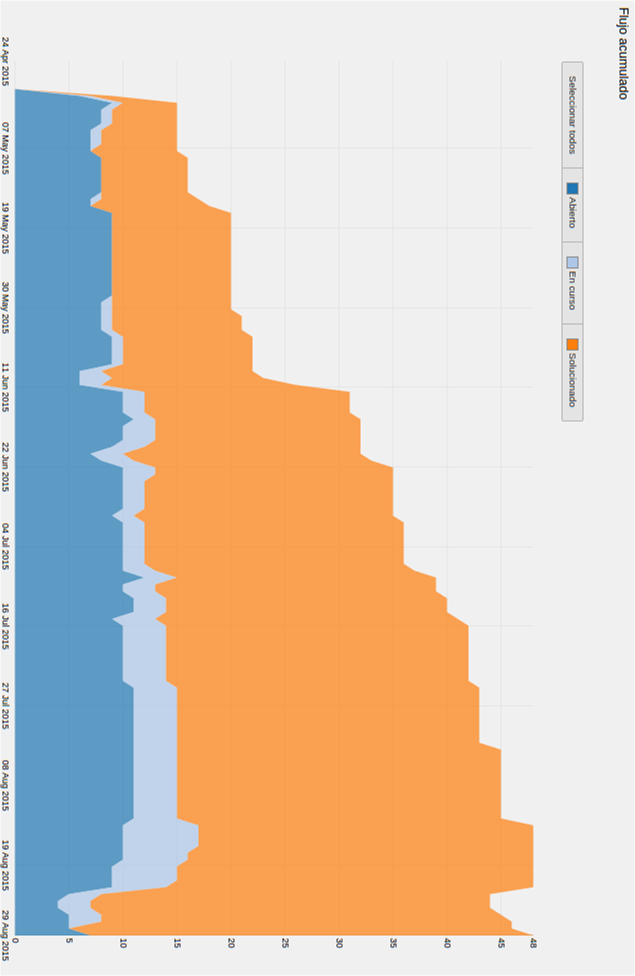 Flujo acumulado
Seleccionar todos
Abierto
En curso
Solucionado
48
45
40
35
30
25
20
15
10
5
0
24 Apr 2015
07 May 2015
19 May 2015
30 May 2015
11 Jun 2015
22 Jun 2015
04 Jul 2015
16 Jul 2015
27 Jul 2015
08 Aug 2015
19 Aug 2015
29 Aug 2015